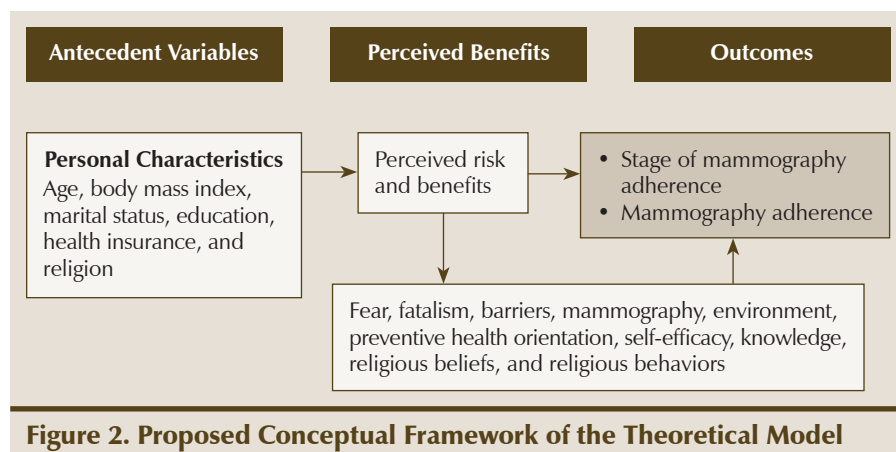 Antecedent Variables
Perceived Benefits
Outcomes
Personal Characteristics
Age, body mass index,
marital status, education,
health insurance, and
religion
Perceived risk
and benefits
• Stage of mammography
adherence
• Mammography adherence
Fear, fatalism, barriers, mammography, environment,
preventive health orientation, self-efficacy, knowledge,
religious beliefs, and religious behaviors
Figure 2. Proposed Conceptual Framework of the Theoretical Model